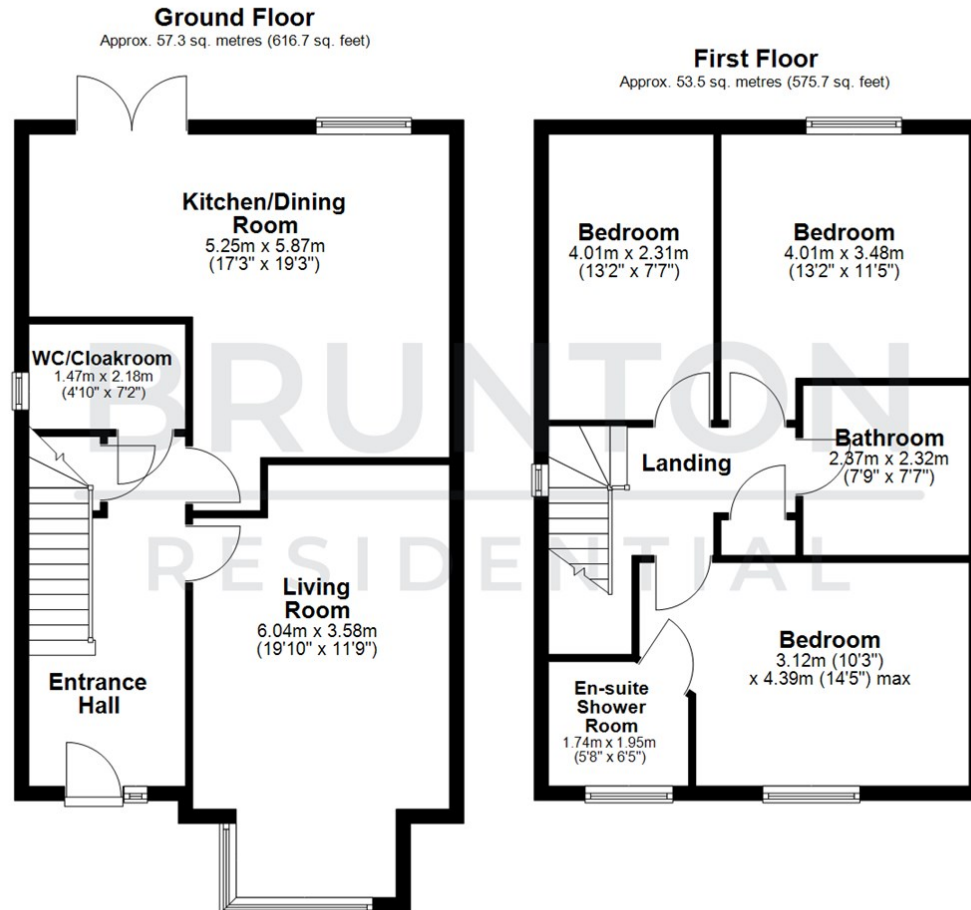 Ground Floor
Approx. 57.3 sq. metres (616.7 sq. feet)
Kitchen/Dining
Room
5.25m x 5.87m
(17'3" x 19'3")
WC/Cloakroom
1.47m x 2.18m
(4'10" x 7'2")
Living
Room
6.04m x 3.58m
(19'10" x 11'9")
Entrance
Hall
First Floor
Approx. 53.5 sq. metres (575.7 sq. feet)
Bedroom
4.01m x 2.31m
(13'2" x 7'7")
Bedroom
4.01m x 3.48m
(13'2" x 11'5")
Landing
Bathroom
2.37m x 2.32m
(7'9" x 7'7")
Bedroom
3.12m (10'3")
x 4.39m (14'5") max
En-suite
Shower
Room
1.74m x 1.95m
(5'8" x 6'5")
BRUNTON
RESIDENTIAL